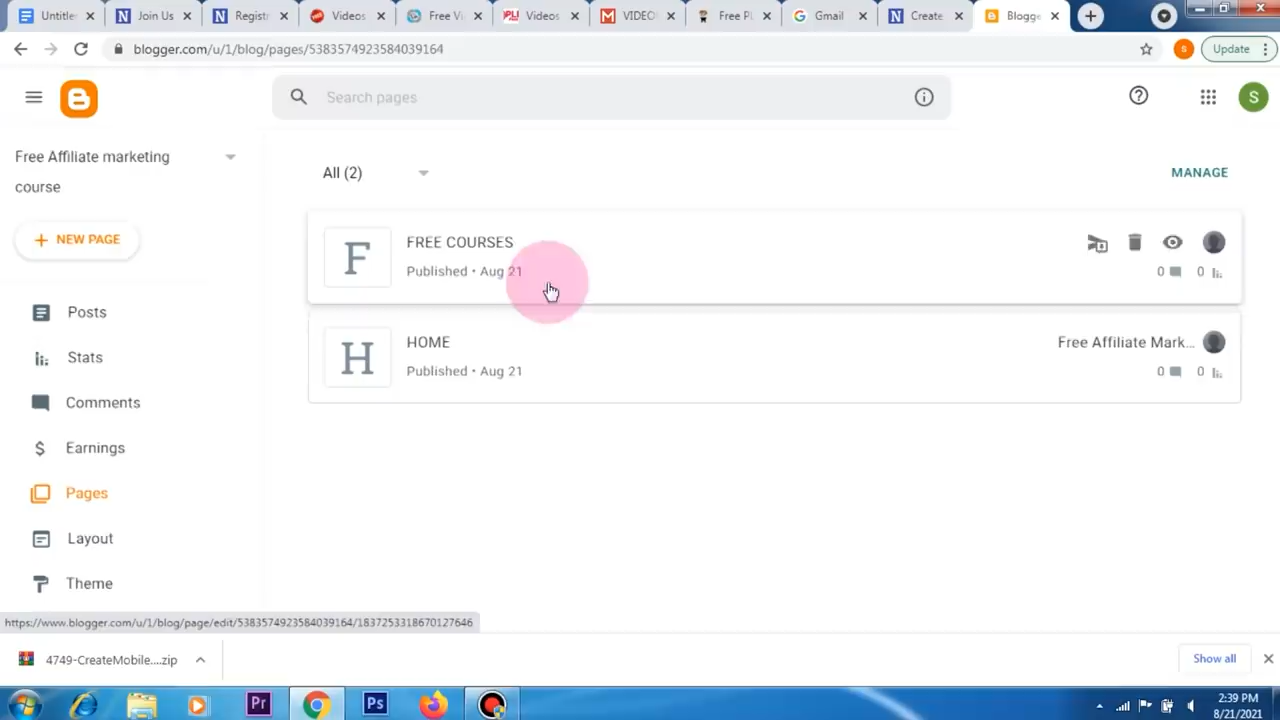 Untitle
Join Us
Registr
Videos
Free Vi
Videos
VIDEO
Free Pl
Gmail
Create
Blogge
blogger.com/u/1/blog/pages/5383574923584039164
S
Update
Search pages
S
Free Affiliate marketing
course
All (2)
MANAGE
NEW PAGE
F
FREE COURSES
Published • Aug 21
0
0
Posts
H
HOME
Free Affiliate Mark...
Published • Aug 21
0
0
Stats
Comments
Earnings
Pages
Layout
Theme
https://www.blogger.com/u/1/blog/page/edit/5383574923584039164/1837253318670127646
4749-CreateMobile....zip
Show all
Pr
Ps
2:39 PM
8/21/2021